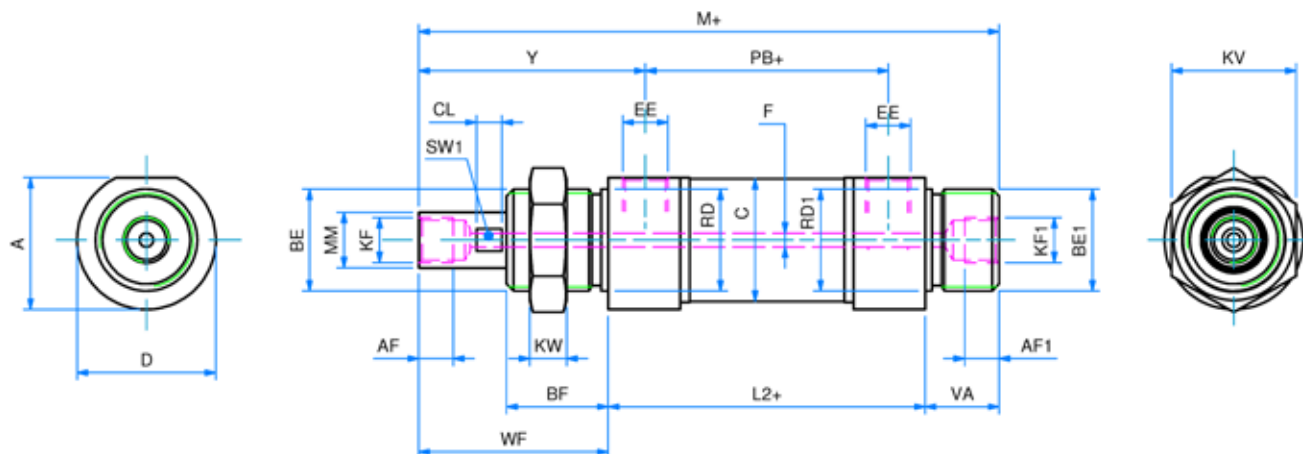 M+
Y
PB+
KV
CL
EE
F
EE
SW1
A
BE
MM
KF
RD
C
RD1
KF1
BE1
AF
D
KW
AF1
BF
L2+
VA
WF